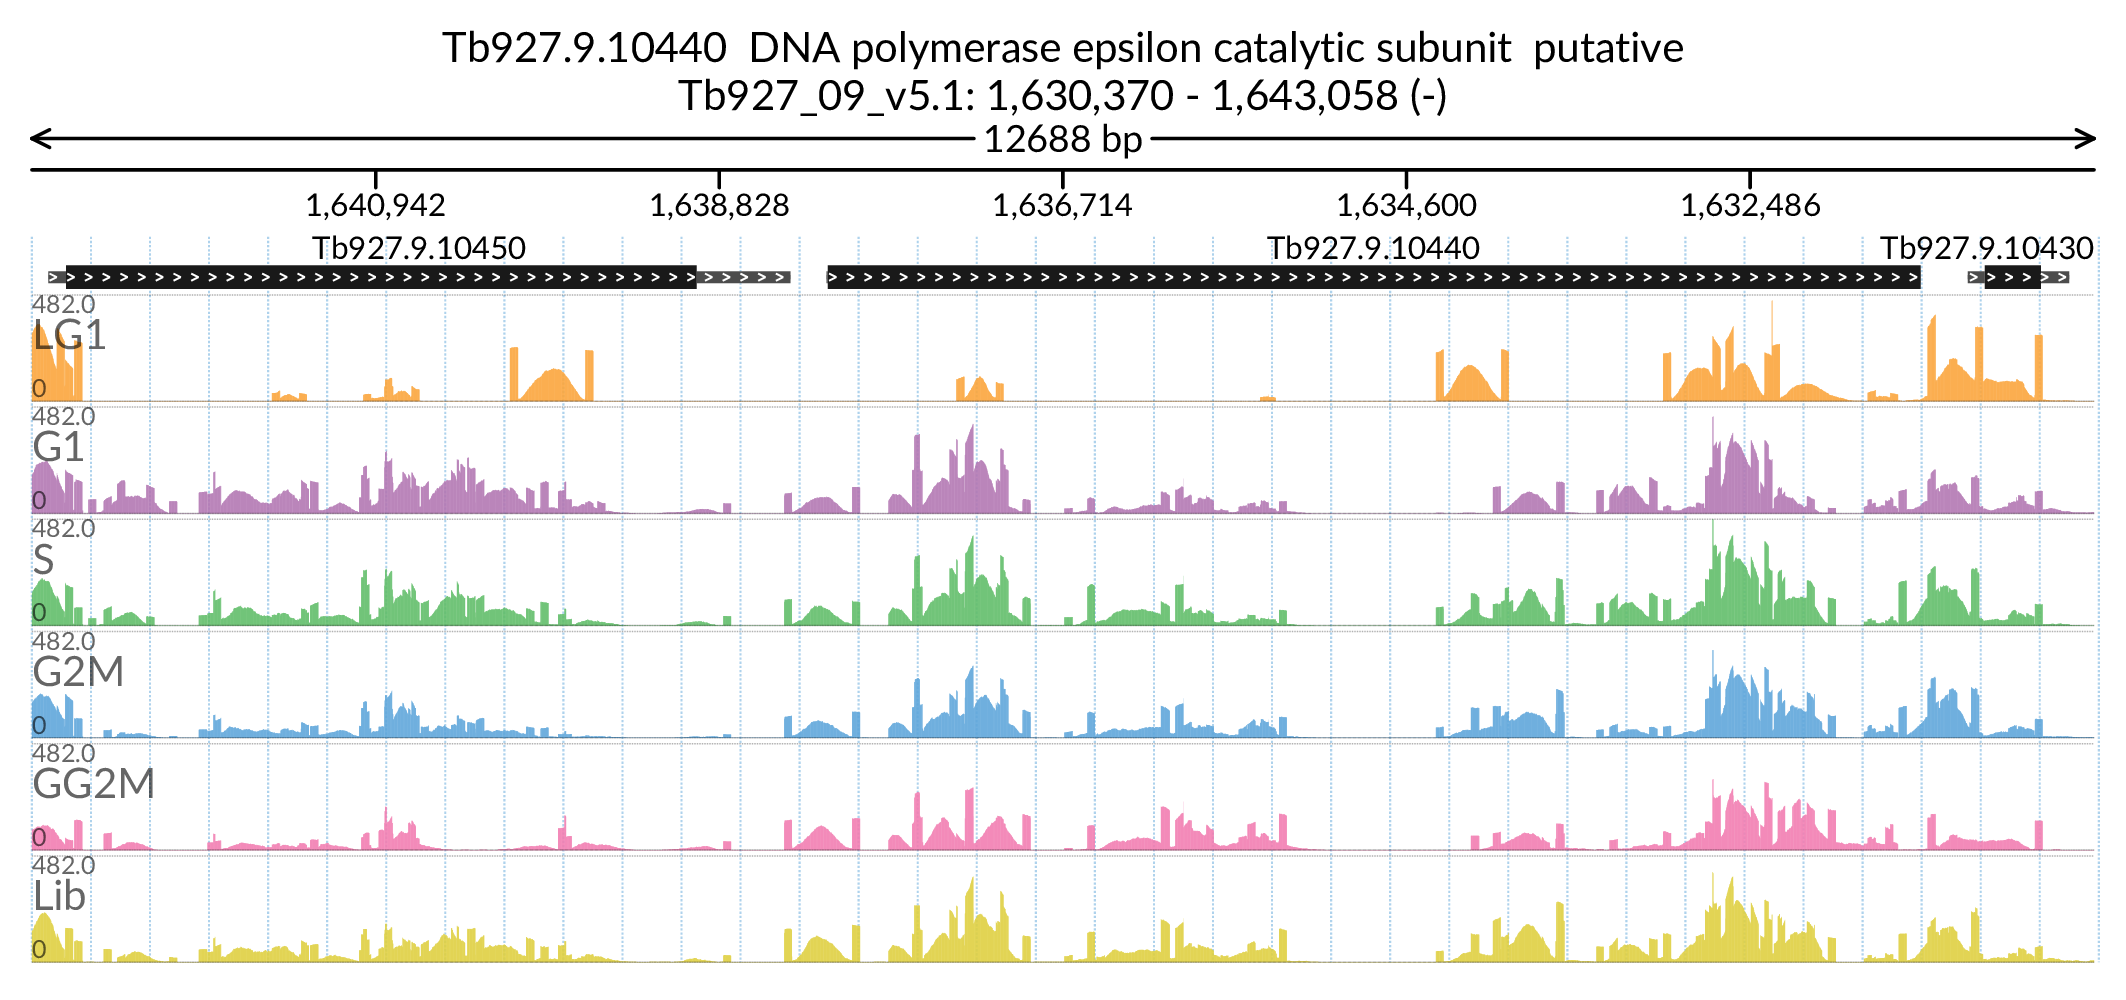 Tb927.9.10440  DNA polymerase epsilon catalytic subunit  putative
Tb927_09_v5.1: 1,630,370 - 1,643,058 (-)
12688 bp
1,640,942 1,638,828 1,636,714 1,634,600 1,632,486
Tb927.9.10450 Tb927.9.10440 Tb927.9.10430
482.0
LG1
0
482.0
G1
0
482.0
S
0
482.0
G2M
0
482.0
GG2M
0
482.0
Lib
0